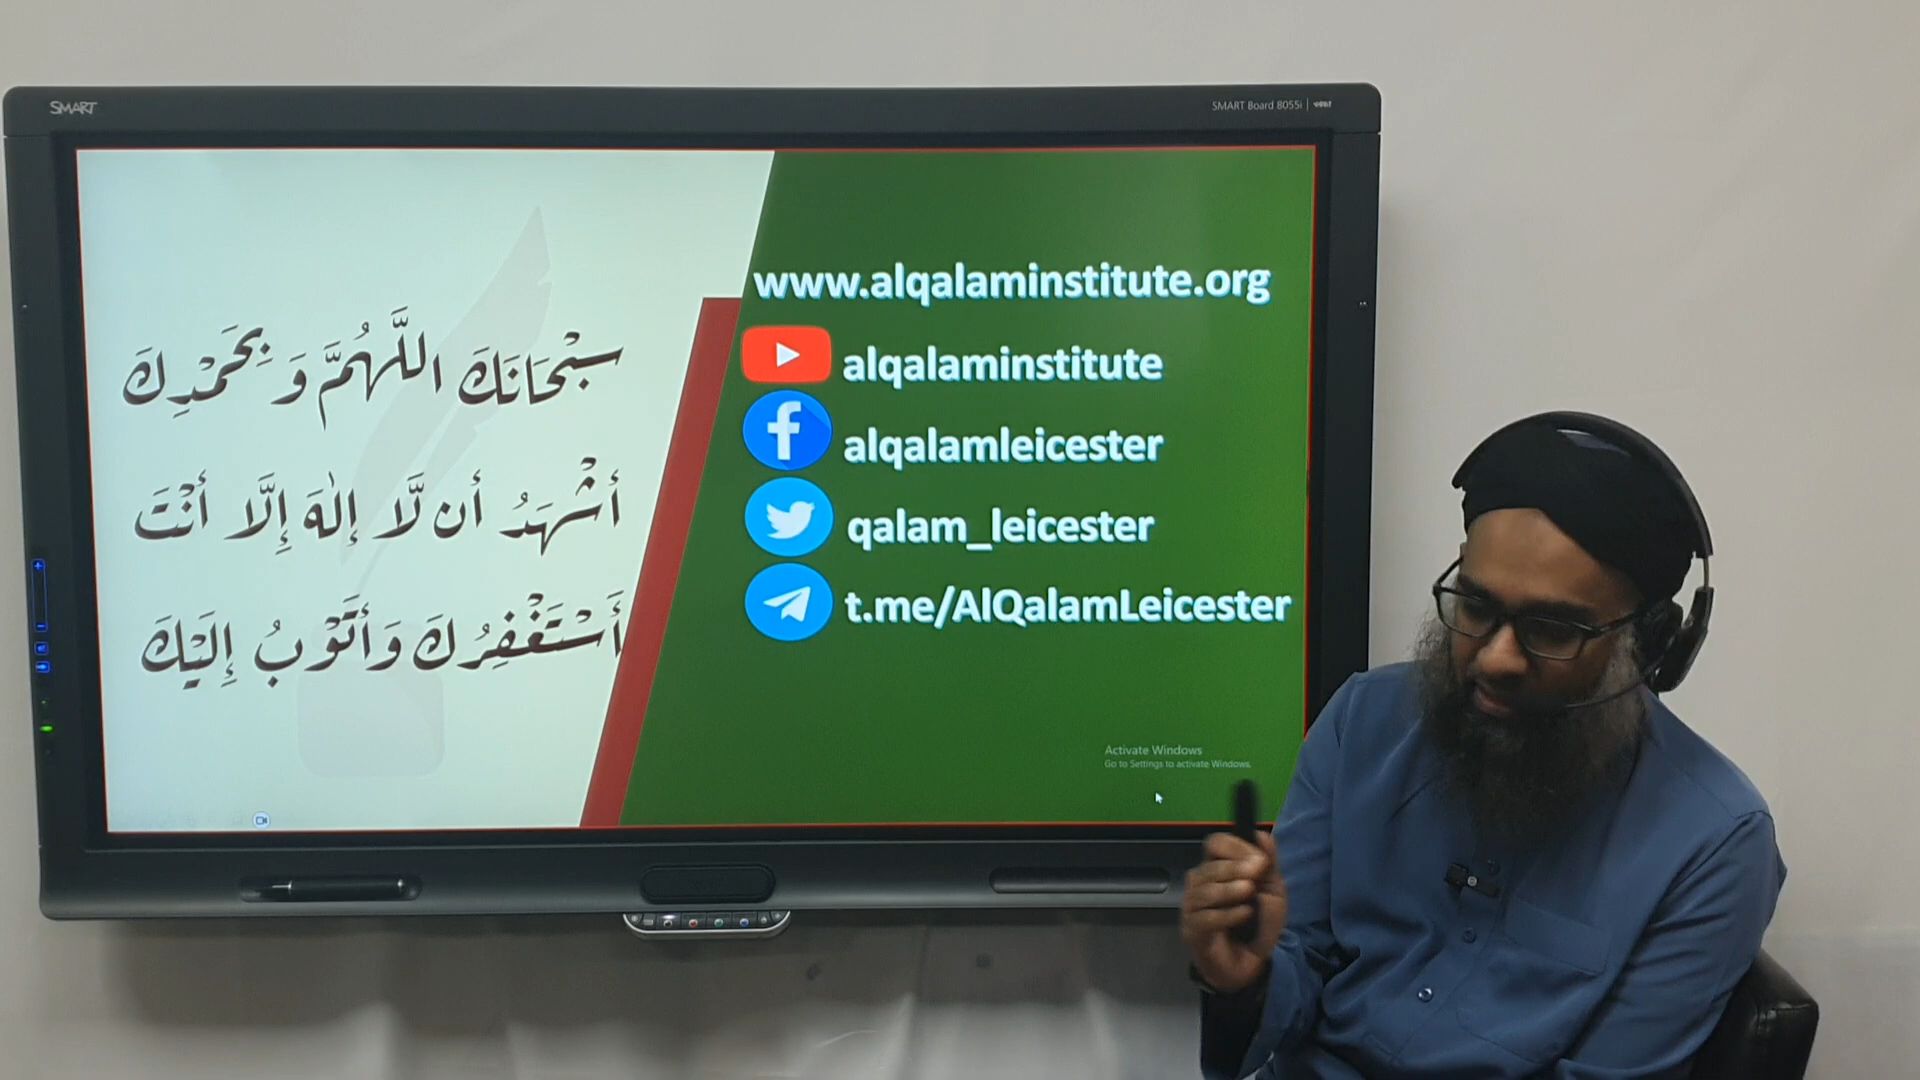 SMART
SMART Board 8055i
سُبْحَانَكَ اللَّهُمَّ وَ بِحَمْدِكَ
أَشْهَدُ أَن لَّا إِلٰهَ إِلَّا أَنْتَ
أَسْتَغْفِرُكَ وَأَتُوْبُ إِلَيْكَ
www.alqalaminstitute.org
alqalaminstitute
alqalamleicester
qalam_leicester
t.me/AlQalamLeicester
Activate Windows
Go to Settings to activate Windows.